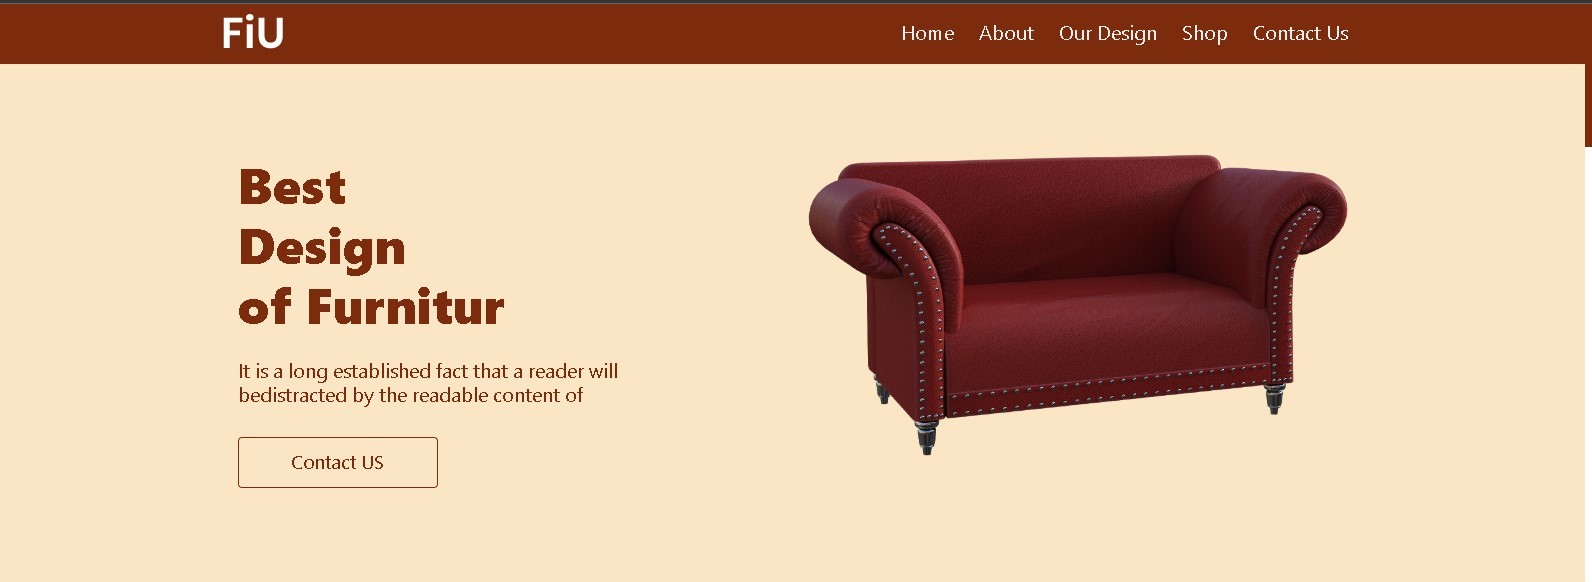 FiU
Home About Our Design Shop Contact Us
Best
Design
of Furnitur
It is a long established fact that a reader will
bedistracted by the readable content of
Contact US